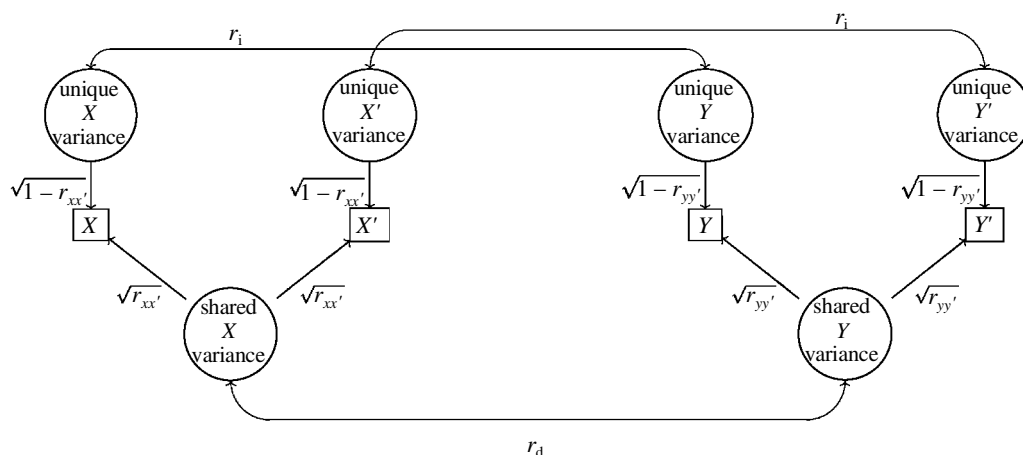 r_i
r_i
unique
X
variance
unique
X′
variance
unique
Y
variance
unique
Y′
variance
√1 − r_xx′
√1 − r_xx′
√1 − r_yy′
√1 − r_yy′
X
X′
Y
Y′
√r_xx′
√r_xx′
√r_yy′
√r_yy′
shared
X
variance
shared
Y
variance
r_d